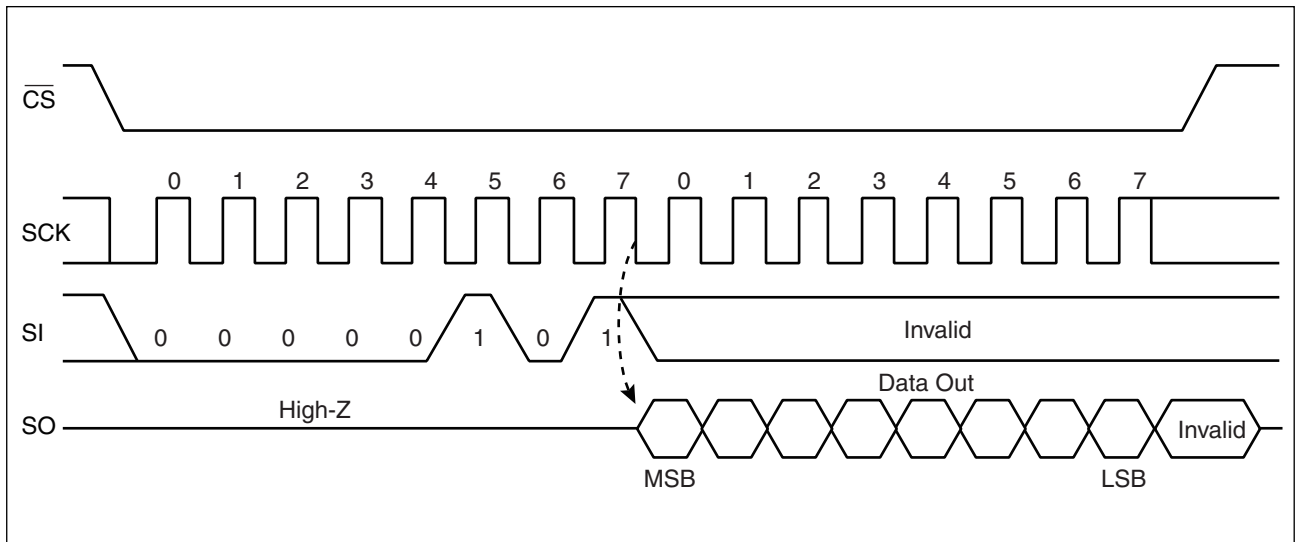 CS
0 1 2 3 4 5 6 7 0 1 2 3 4 5 6 7
SCK
SI 0 0 0 0 0 1 0 1 Invalid
Data Out
High-Z
SO Invalid
MSB LSB